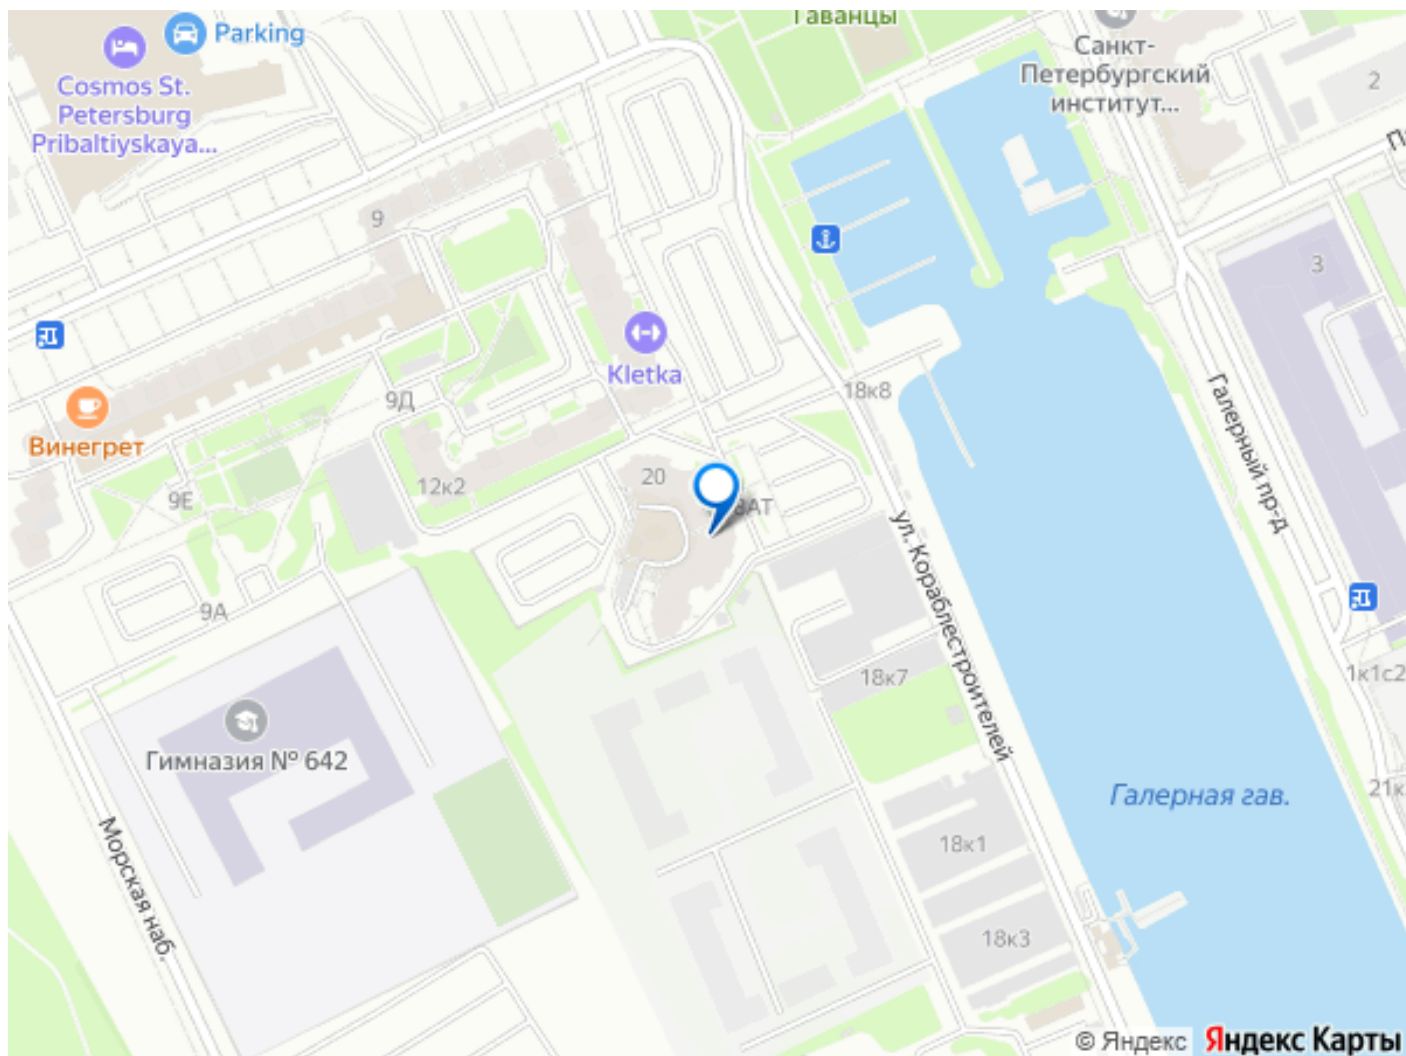 Parking
Cosmos St.
Petersburg
Pribaltiyskaya...
Гаванцы
Санкт-
Петербургский
институт...
2
9
3
Kletka
Винегрет
9Д
18к8
Галерный пр-д
12к2
20
9Е
ул. Кораблестроителей
9А
1к1с2
18к7
Гимназия № 642
Галерная гав.
Морская наб.
18к1
18к3
© Яндекс
Яндекс Карты